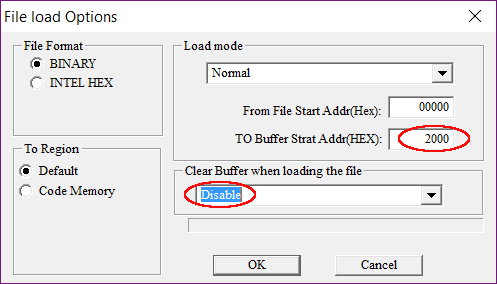 File load Options
File Format
BINARY
INTEL HEX
To Region
Default
Code Memory
Load mode
Normal
From File Start Addr(Hex): 00000
TO Buffer Strat Addr(HEX): 2000
Clear Buffer when loading the file
Disable
OK
Cancel